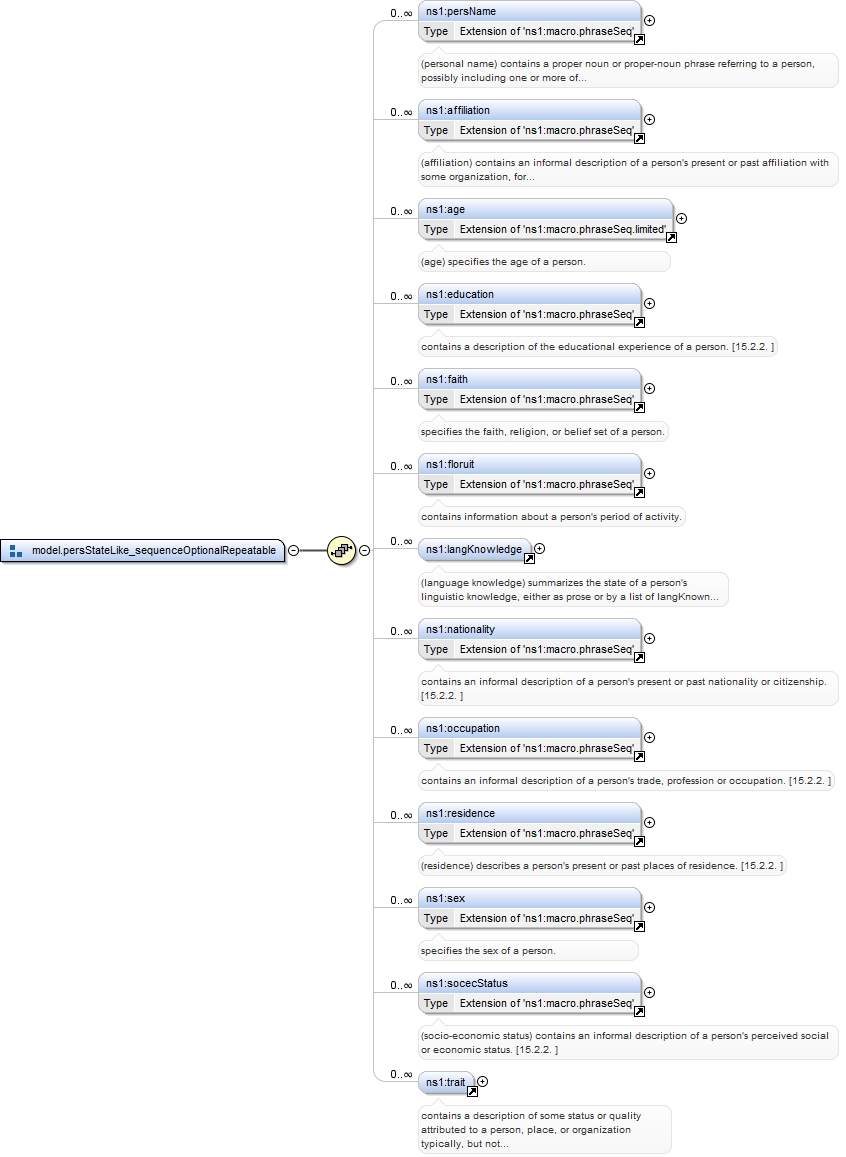 0..∞
ns1:persName
Type Extension of 'ns1:macro.phraseSeq'
(personal name) contains a proper noun or proper-noun phrase referring to a person,
possibly including one or more of...
0..∞
ns1:affiliation
Type Extension of 'ns1:macro.phraseSeq'
(affiliation) contains an informal description of a person's present or past affiliation with
some organization, for...
0..∞
ns1:age
Type Extension of 'ns1:macro.phraseSeq.limited'
(age) specifies the age of a person.
0..∞
ns1:education
Type Extension of 'ns1:macro.phraseSeq'
contains a description of the educational experience of a person. [15.2.2. ]
0..∞
ns1:faith
Type Extension of 'ns1:macro.phraseSeq'
specifies the faith, religion, or belief set of a person.
0..∞
ns1:floruit
Type Extension of 'ns1:macro.phraseSeq'
contains information about a person's period of activity.
model.persStateLike_sequenceOptionalRepeatable
0..∞
ns1:langKnowledge
(language knowledge) summarizes the state of a person's
linguistic knowledge, either as prose or by a list of langKnown...
0..∞
ns1:nationality
Type Extension of 'ns1:macro.phraseSeq'
contains an informal description of a person's present or past nationality or citizenship.
[15.2.2. ]
0..∞
ns1:occupation
Type Extension of 'ns1:macro.phraseSeq'
contains an informal description of a person's trade, profession or occupation. [15.2.2. ]
0..∞
ns1:residence
Type Extension of 'ns1:macro.phraseSeq'
(residence) describes a person's present or past places of residence. [15.2.2. ]
0..∞
ns1:sex
Type Extension of 'ns1:macro.phraseSeq'
specifies the sex of a person.
0..∞
ns1:socecStatus
Type Extension of 'ns1:macro.phraseSeq'
(socio-economic status) contains an informal description of a person's perceived social
or economic status. [15.2.2. ]
0..∞
ns1:trait
contains a description of some status or quality
attributed to a person, place, or organization
typically, but not...